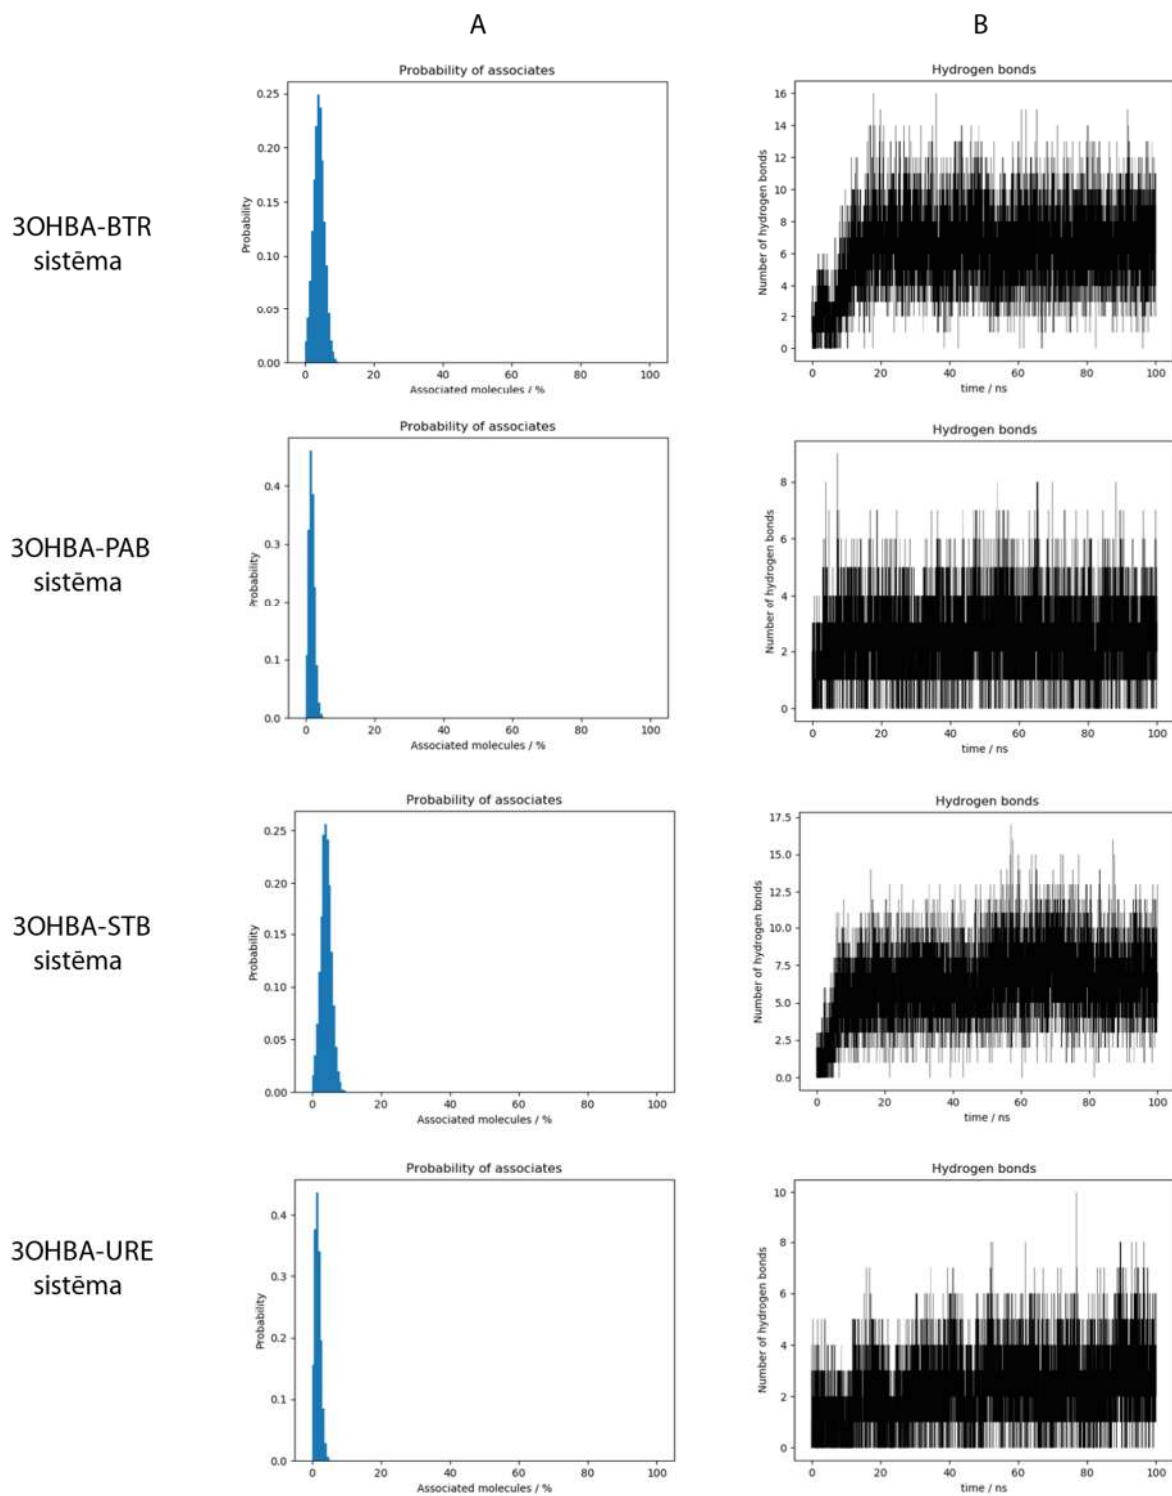 A
B
3OHBA-BTR
sistēma
Probability of associates
0.25
0.20
0.15
0.10
0.05
0.00
Probability
0 20 40 60 80 100
Associated molecules / %
Hydrogen bonds
16
14
12
10
8
6
4
2
0
Number of hydrogen bonds
0 20 40 60 80 100
time / ns
3OHBA-PAB
sistēma
Probability of associates
0.4
0.3
0.2
0.1
0.0
Probability
0 20 40 60 80 100
Associated molecules / %
Hydrogen bonds
8
6
4
2
0
Number of hydrogen bonds
0 20 40 60 80 100
time / ns
3OHBA-STB
sistēma
Probability of associates
0.25
0.20
0.15
0.10
0.05
0.00
Probability
0 20 40 60 80 100
Associated molecules / %
Hydrogen bonds
17.5
15.0
12.5
10.0
7.5
5.0
2.5
0.0
Number of hydrogen bonds
0 20 40 60 80 100
time / ns
3OHBA-URE
sistēma
Probability of associates
0.4
0.3
0.2
0.1
0.0
Probability
0 20 40 60 80 100
Associated molecules / %
Hydrogen bonds
10
8
6
4
2
0
Number of hydrogen bonds
0 20 40 60 80 100
time / ns